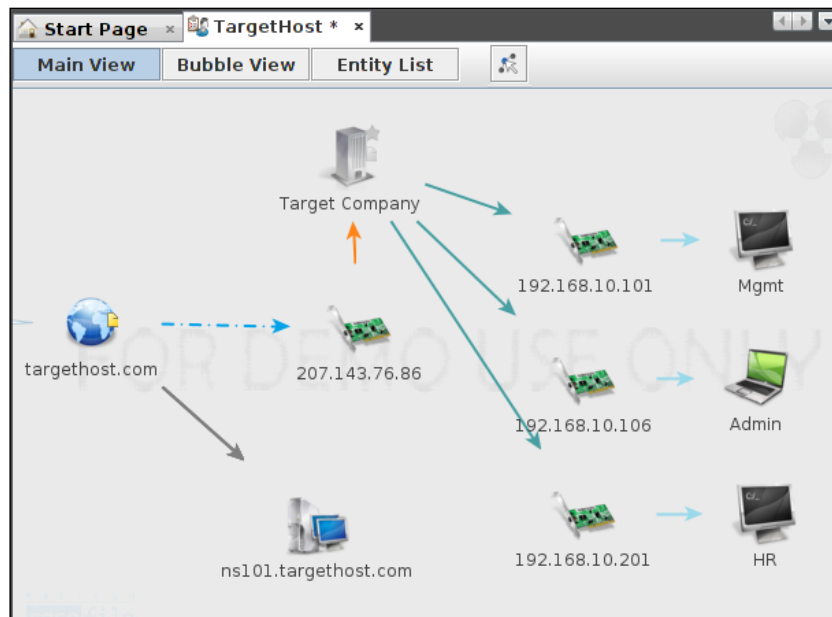 Start Page × TargetHost * ×
Main View Bubble View Entity List
Target Company
192.168.10.101 Mgmt
targethost.com
207.143.76.86
FOR DEMO USE ONLY
192.168.10.106 Admin
ns101.targethost.com
192.168.10.201 HR